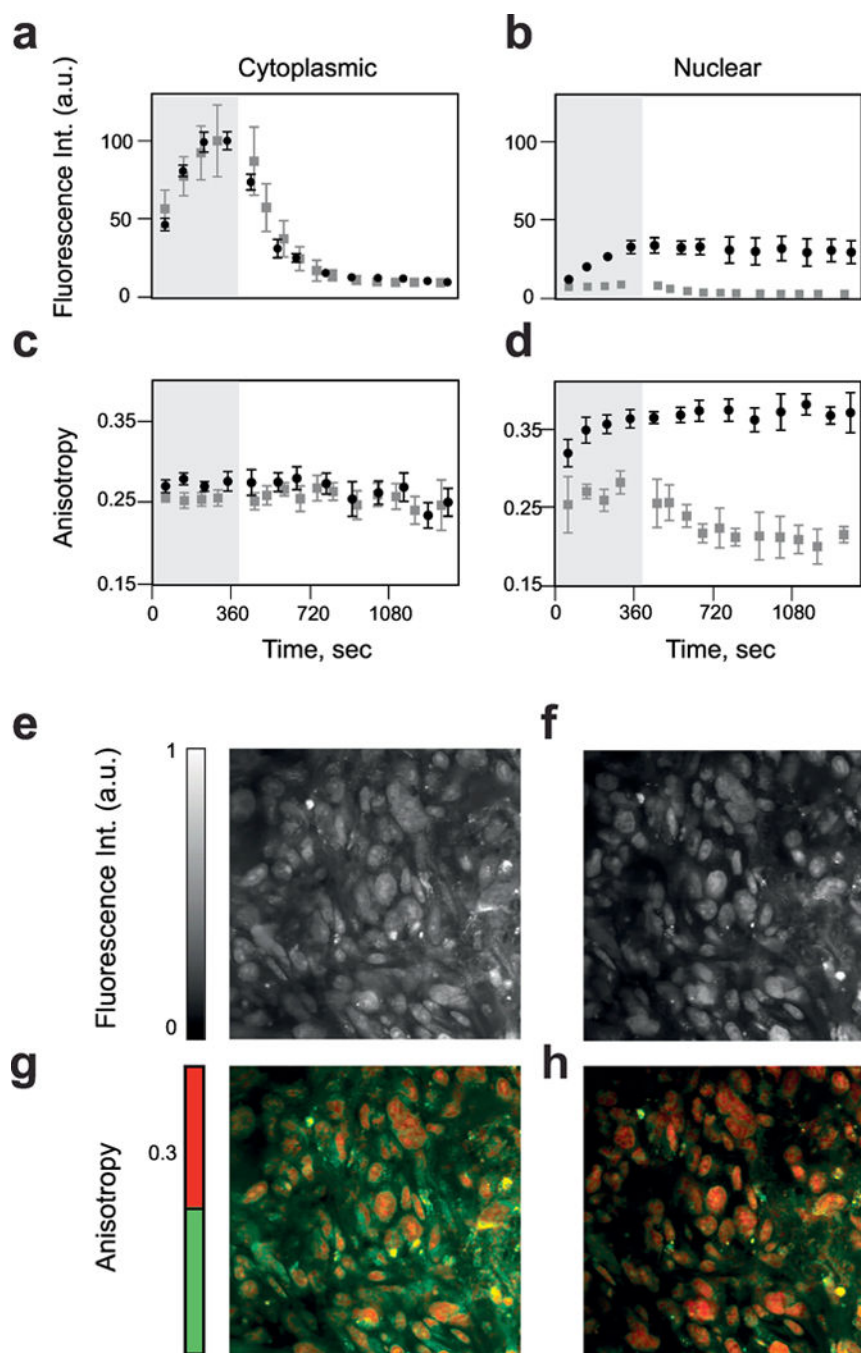 a
b
Cytoplasmic
Nuclear
Fluorescence Int. (a.u.)
100
50
0
100
50
0
c
d
Anisotropy
0.35
0.25
0.15
0.35
0.25
0.15
0 360 720 1080
0 360 720 1080
Time, sec
Time, sec
e
f
Fluorescence Int. (a.u.)
1
0
g
h
Anisotropy
0.3